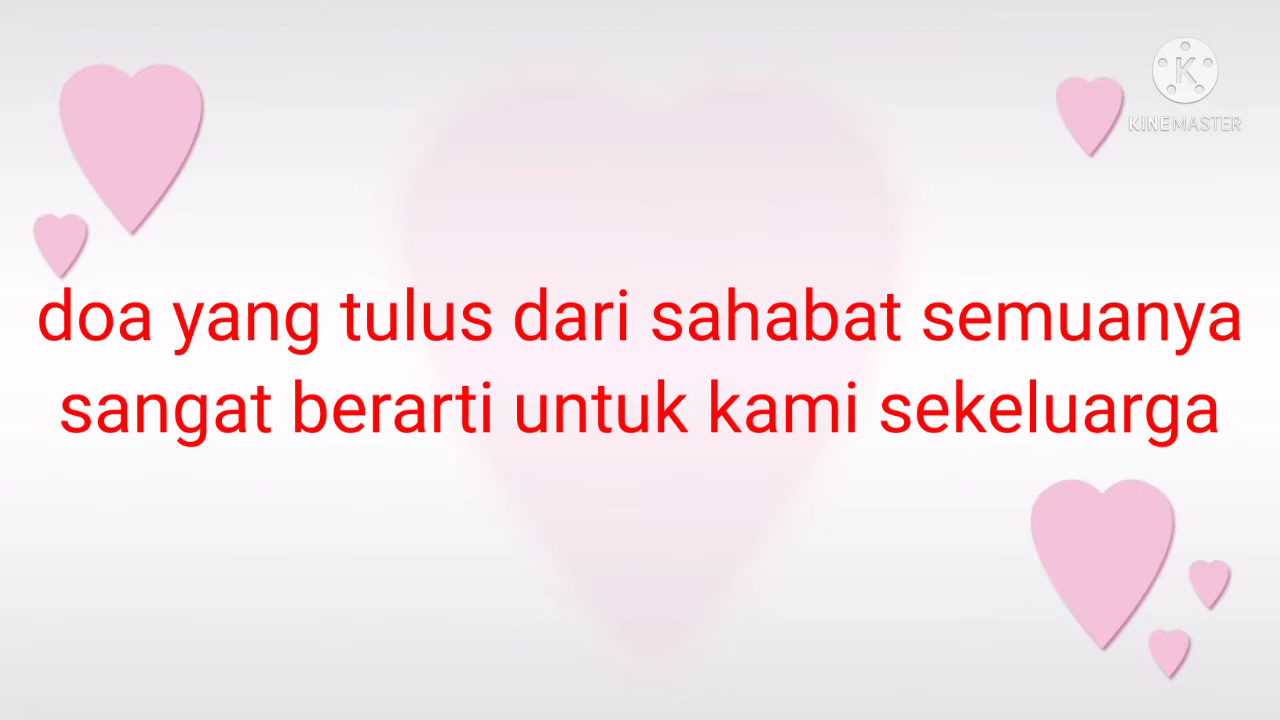 K
KINEMASTER
doa yang tulus dari sahabat semuanya
sangat berarti untuk kami sekeluarga